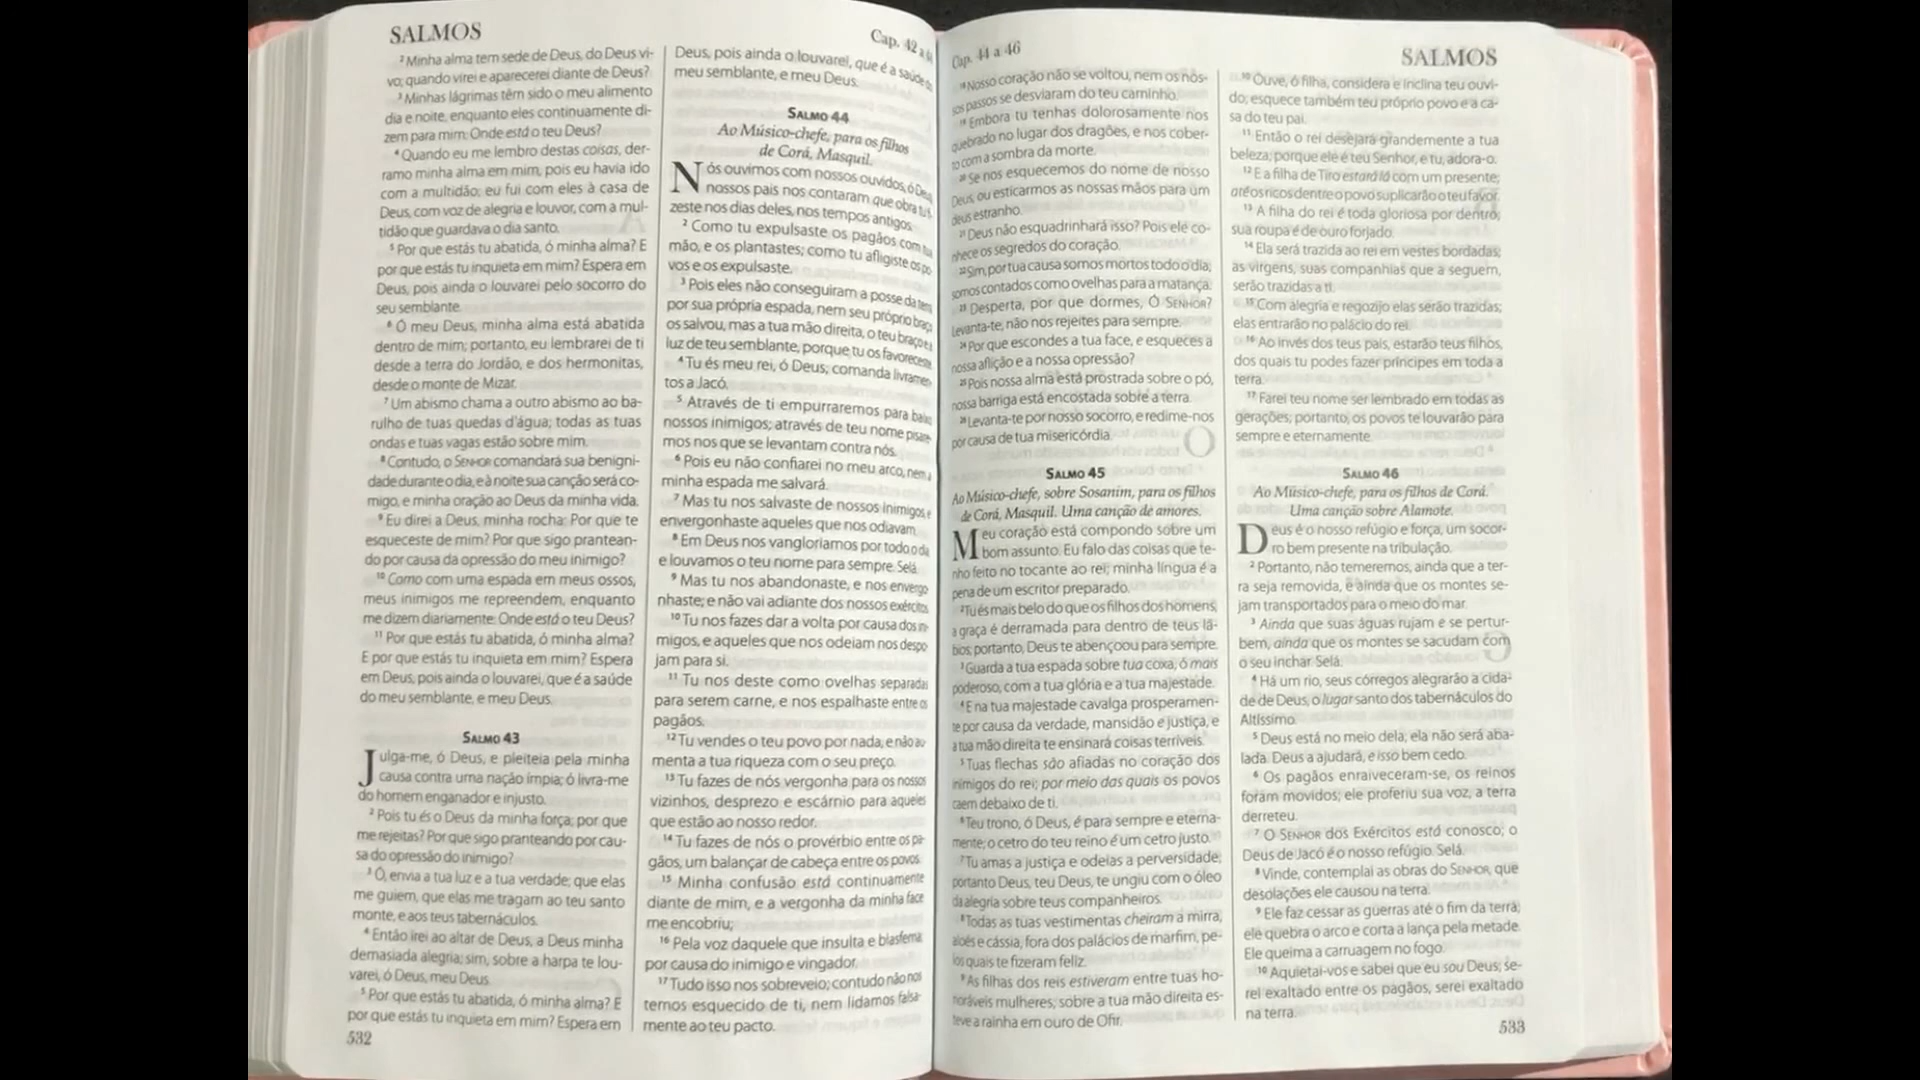 SALMOS
Cap. 42 a 44
²Minha alma tem sede de Deus, do Deus vi-
vo; quando virei e aparecerei diante de Deus?
³Minhas lágrimas têm sido o meu alimento
dia e noite, enquanto eles continuamente di-
zem para mim: Onde está o teu Deus?
⁴Quando eu me lembro destas coisas, der-
ramo minha alma em mim, pois eu havia ido
com a multidão; eu fui com eles à casa de
Deus, com voz de alegria e louvor, com a mul-
tidão que guardava o dia santo.
⁵Por que estás tu abatida, ó minha alma? E
por que estás tu inquieta em mim? Espera em
Deus, pois ainda o louvarei pelo socorro do
seu semblante.
⁶Ó meu Deus, minha alma está abatida
dentro de mim; portanto, eu lembrarei de ti
desde a terra do Jordão, e dos hermonitas,
desde o monte de Mizar.
⁷Um abismo chama a outro abismo ao ba-
rulho de tuas quedas d'água; todas as tuas
ondas e tuas vagas estão sobre mim.
⁸Contudo, o SENHOR comandará sua benigni-
dade durante o dia, e à noite sua canção será co-
migo, e minha oração ao Deus da minha vida.
⁹Eu direi a Deus, minha rocha: Por que te
esqueceste de mim? Por que sigo prantean-
do por causa da opressão do meu inimigo?
¹⁰Como com uma espada em meus ossos,
meus inimigos me repreendem, enquanto
me dizem diariamente: Onde está o teu Deus?
¹¹Por que estás tu abatida, ó minha alma?
E por que estás tu inquieta em mim? Espera
em Deus, pois ainda o louvarei, que é a saúde
do meu semblante, e meu Deus.
SALMO 43
Julga-me, ó Deus, e pleiteia pela minha
causa contra uma nação ímpia; ó livra-me
do homem enganador e injusto.
²Pois tu és o Deus da minha força; por que
me rejeitas? Por que sigo pranteando por cau-
sa do opressão do inimigo?
³Ó, envia a tua luz e a tua verdade; que elas
me guiem, que elas me tragam ao teu santo
monte, e aos teus tabernáculos.
⁴Então irei ao altar de Deus, a Deus minha
demasiada alegria; sim, sobre a harpa te lou-
varei, ó Deus, meu Deus.
⁵Por que estás tu abatida, ó minha alma? E
por que estás tu inquieta em mim? Espera em
532
Deus, pois ainda o louvarei, que é a saúde do
meu semblante, e meu Deus.
SALMO 44
Ao Músico-chefe, para os filhos
de Corá, Masquil.
Nós ouvimos com nossos ouvidos, ó Deus,
nossos pais nos contaram que obra tu f-
zeste nos dias deles, nos tempos antigos.
²Como tu expulsaste os pagãos com tua
mão, e os plantastes; como tu afligiste os po-
vos e os expulsaste.
³Pois eles não conseguiram a posse da terra
por sua própria espada, nem seu próprio braço
os salvou, mas a tua mão direita, o teu braço e a
luz de teu semblante, porque tu os favoreceste.
⁴Tu és meu rei, ó Deus; comanda livramen-
tos a Jacó.
⁵Através de ti empurraremos para baixo
nossos inimigos; através de teu nome pisare-
mos nos que se levantam contra nós.
⁶Pois eu não confiarei no meu arco, nem a
minha espada me salvará.
⁷Mas tu nos salvaste de nossos inimigos, e
envergonhaste aqueles que nos odiavam.
⁸Em Deus nos vangloriamos por todo o dia
e louvamos o teu nome para sempre. Selá.
⁹Mas tu nos abandonaste, e nos envergo-
nhaste; e não vai adiante dos nossos exércitos.
¹⁰Tu nos fazes dar a volta por causa dos ini-
migos, e aqueles que nos odeiam nos despo-
jam para si.
¹¹Tu nos deste como ovelhas separadas
para serem carne, e nos espalhaste entre os
pagãos.
¹²Tu vendes o teu povo por nada, e não au-
menta a tua riqueza com o seu preço.
¹³Tu fazes de nós vergonha para os nossos
vizinhos, desprezo e escárnio para aqueles
que estão ao nosso redor.
¹⁴Tu fazes de nós o provérbio entre os pa-
gãos, um balançar de cabeça entre os povos.
¹⁵Minha confusão está continuamente
diante de mim, e a vergonha da minha face
me encobriu;
¹⁶Pela voz daquele que insulta e blasfema;
por causa do inimigo e vingador.
¹⁷Tudo isso nos sobreveio; contudo não nos
temos esquecido de ti, nem lidamos falsa-
mente ao teu pacto.
Cap. 44 a 46
SALMOS
¹⁸Nosso coração não se voltou, nem os nos-
sos passos se desviaram do teu caminho.
¹⁹Embora tu tenhas dolorosamente nos
quebrado no lugar dos dragões, e nos cober-
to com a sombra da morte.
²⁰Se nos esquecemos do nome de nosso
Deus, ou esticarmos as nossas mãos para um
deus estranho.
²¹Deus não esquadrinhará isso? Pois ele co-
nhece os segredos do coração.
²²Sim, por tua causa somos mortos todo o dia;
somos contados como ovelhas para a matança.
²³Desperta, por que dormes, Ó SENHOR?
Levanta-te, não nos rejeites para sempre.
²⁴Por que escondes a tua face, e esqueces a
nossa aflição e a nossa opressão?
²⁵Pois nossa alma está prostrada sobre o pó,
nossa barriga está encostada sobre a terra.
²⁶Levanta-te por nosso socorro, e redime-nos
por causa de tua misericórdia.
SALMO 45
Ao Músico-chefe, sobre Sosanim, para os filhos
de Corá, Masquil. Uma canção de amores.
Meu coração está compondo sobre um
bom assunto. Eu falo das coisas que te-
nho feito no tocante ao rei; minha língua é a
pena de um escritor preparado.
²Tu és mais belo do que os filhos dos homens;
a graça é derramada para dentro de teus lá-
bios; portanto, Deus te abençoou para sempre.
³Guarda a tua espada sobre tua coxa, ó mais
poderoso, com a tua glória e a tua majestade.
⁴E na tua majestade cavalga prosperamen-
te por causa da verdade, mansidão e justiça, e
a tua mão direita te ensinará coisas terríveis.
⁵Tuas flechas são afiadas no coração dos
inimigos do rei; por meio das quais os povos
caem debaixo de ti.
⁶Teu trono, ó Deus, é para sempre e eterna-
mente; o cetro do teu reino é um cetro justo.
⁷Tu amas a justiça e odeias a perversidade;
portanto Deus, teu Deus, te ungiu com o óleo
da alegria sobre teus companheiros.
⁸Todas as tuas vestimentas cheiram a mirra,
aloés e cássia, fora dos palácios de marfim, pe-
los quais te fizeram feliz.
⁹As filhas dos reis estiveram entre tuas ho-
noráveis mulheres; sobre a tua mão direita es-
teve a rainha em ouro de Ofir.
¹⁰Ouve, ó filha, considera e inclina teu ouvi-
do; esquece também teu próprio povo e a ca-
sa do teu pai.
¹¹Então o rei desejará grandemente a tua
beleza; porque ele é teu Senhor, e tu, adora-o.
¹²E a filha de Tiro estará lá com um presente;
até os ricos dentre o povo suplicarão o teu favor.
¹³A filha do rei é toda gloriosa por dentro;
sua roupa é de ouro forjado.
¹⁴Ela será trazida ao rei em vestes bordadas;
as virgens, suas companhias que a seguem,
serão trazidas a ti.
¹⁵Com alegria e regozijo elas serão trazidas;
elas entrarão no palácio do rei.
¹⁶Ao invés dos teus pais, estarão teus filhos,
dos quais tu podes fazer príncipes em toda a
terra.
¹⁷Farei teu nome ser lembrado em todas as
gerações; portanto, os povos te louvarão para
sempre e eternamente.
SALMO 46
Ao Músico-chefe, para os filhos de Corá.
Uma canção sobre Alamote.
Deus é o nosso refúgio e força, um socor-
ro bem presente na tribulação.
²Portanto, não temeremos, ainda que a ter-
ra seja removida, e ainda que os montes se-
jam transportados para o meio do mar.
³Ainda que suas águas rujam e se pertur-
bem, ainda que os montes se sacudam com
o seu inchar. Selá.
⁴Há um rio, seus córregos alegrarão a cida-
de de Deus, o lugar santo dos tabernáculos do
Altíssimo.
⁵Deus está no meio dela; ela não será aba-
lada. Deus a ajudará, e isso bem cedo.
⁶Os pagãos enraiveceram-se, os reinos
foram movidos; ele proferiu sua voz, a terra
derreteu.
⁷O SENHOR dos Exércitos está conosco; o
Deus de Jacó é o nosso refúgio. Selá.
⁸Vinde, contemplai as obras do SENHOR, que
desolações ele causou na terra.
⁹Ele faz cessar as guerras até o fim da terra;
ele quebra o arco e corta a lança pela metade.
Ele queima a carruagem no fogo.
¹⁰Aquietai-vos e sabei que eu sou Deus; se-
rei exaltado entre os pagãos, serei exaltado
na terra.
533